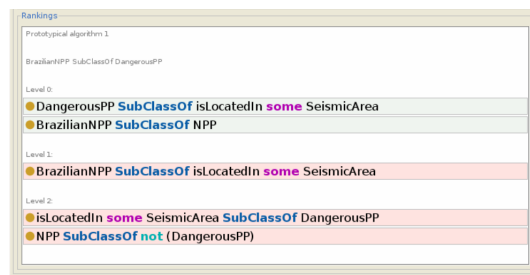 Rankings
Prototypical algorithm 1
BrazilianNPP SubClassOf DangerousPP
Level 0:
DangerousPP SubClassOf isLocatedIn some SeismicArea
BrazilianNPP SubClassOf NPP
Level 1:
BrazilianNPP SubClassOf isLocatedIn some SeismicArea
Level 2:
isLocatedIn some SeismicArea SubClassOf DangerousPP
NPP SubClassOf not (DangerousPP)